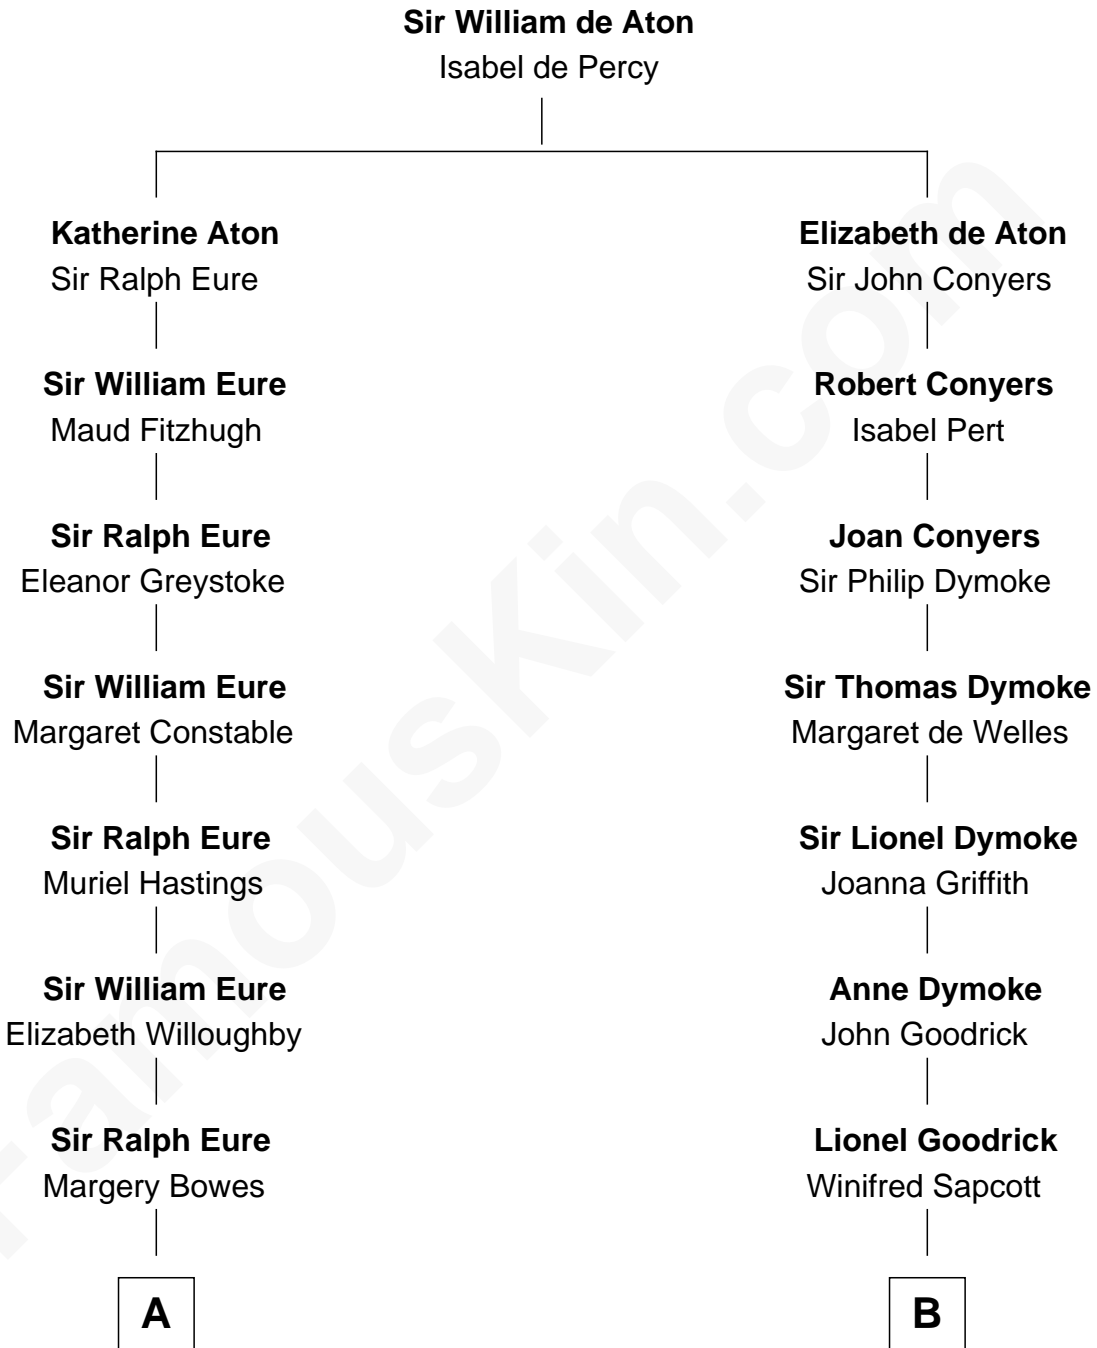 Sir William de Aton
Isabel de Percy
Katherine Aton
Sir Ralph Eure
Elizabeth de Aton
Sir John Conyers
Sir William Eure
Maud Fitzhugh
Robert Conyers
Isabel Pert
Sir Ralph Eure
Eleanor Greystoke
Joan Conyers
Sir Philip Dymoke
Sir William Eure
Margaret Constable
Sir Thomas Dymoke
Margaret de Welles
Sir Ralph Eure
Muriel Hastings
Sir Lionel Dymoke
Joanna Griffith
Sir William Eure
Elizabeth Willoughby
Anne Dymoke
John Goodrick
Sir Ralph Eure
Margery Bowes
Lionel Goodrick
Winifred Sapcott
A
B
FamousKin.com